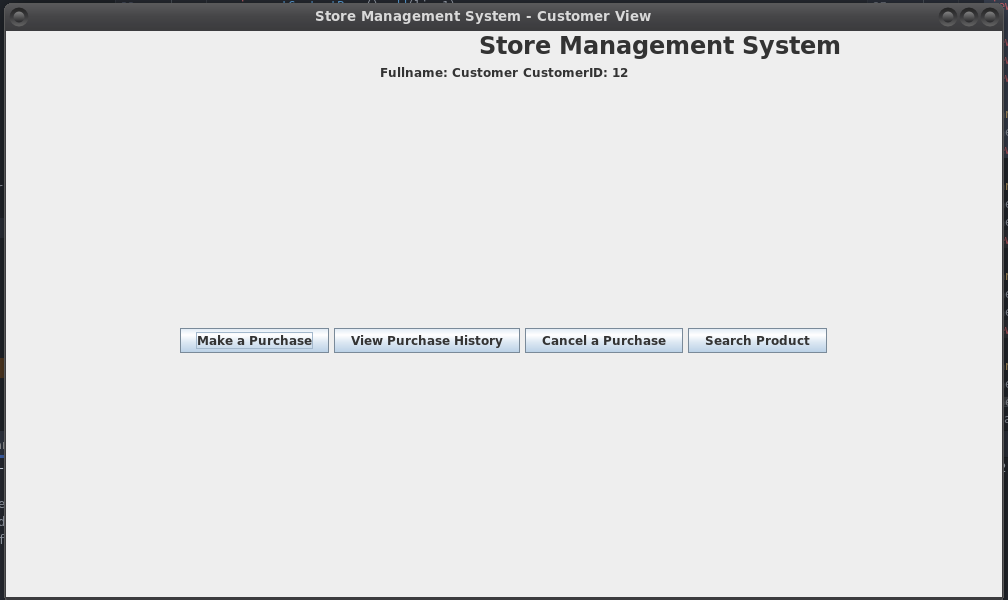 Store Management System - Customer View
Store Management System
Fullname: Customer CustomerID: 12
Make a Purchase
View Purchase History
Cancel a Purchase
Search Product